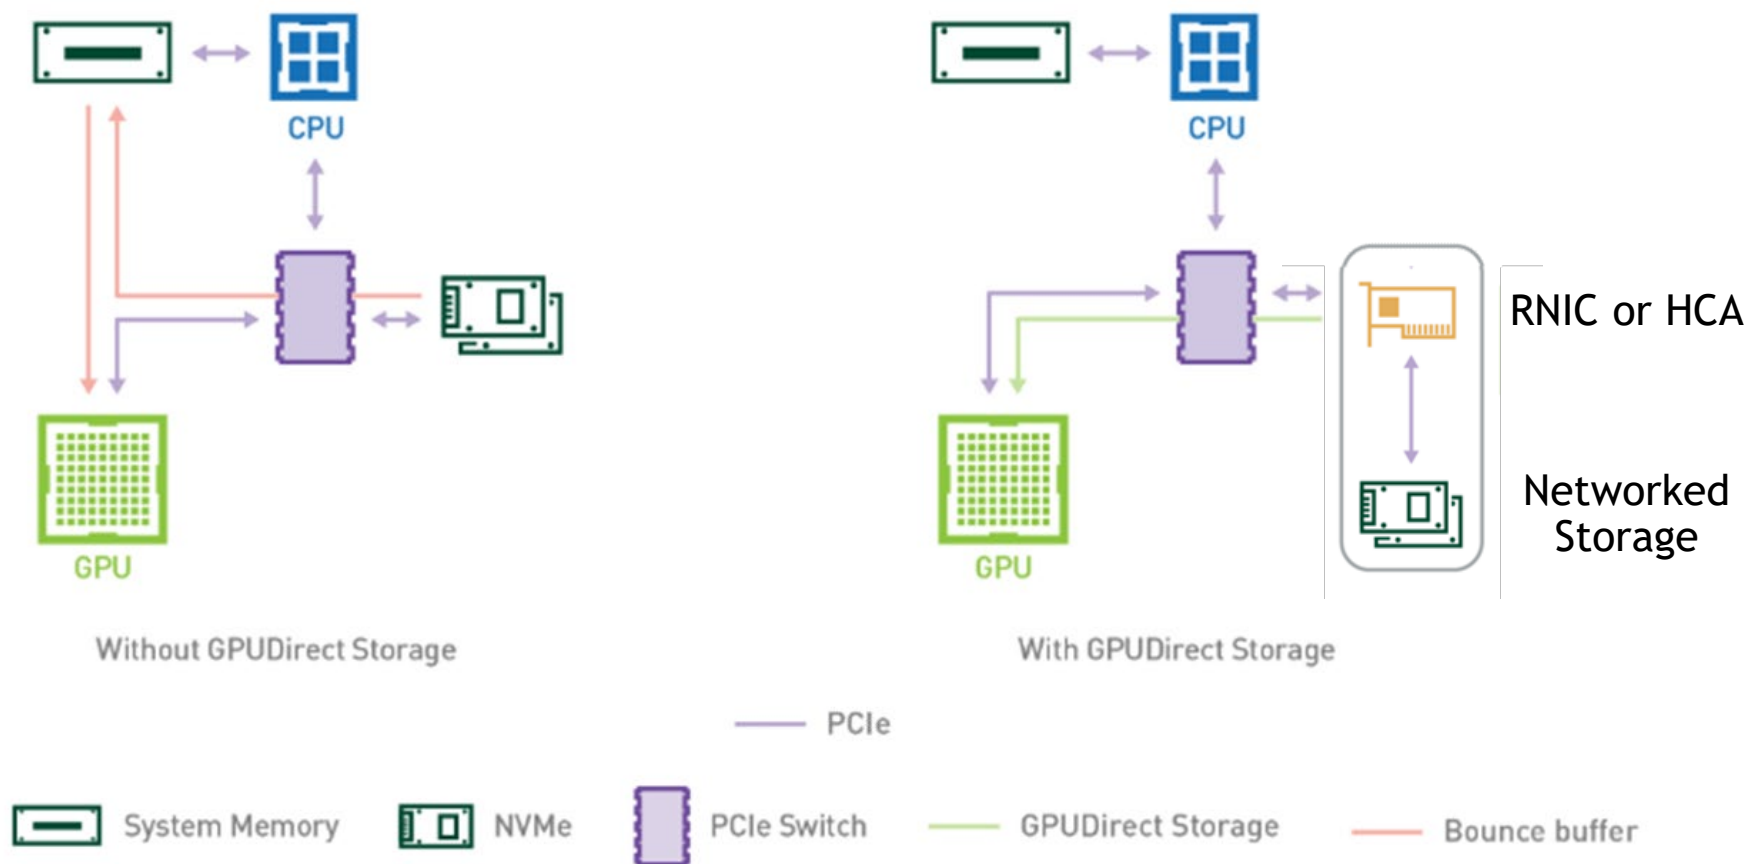 CPU
CPU
RNIC or HCA
Networked
Storage
GPU
GPU
Without GPUDirect Storage
With GPUDirect Storage
PCIe
System Memory
NVMe
PCIe Switch
GPUDirect Storage
Bounce buffer